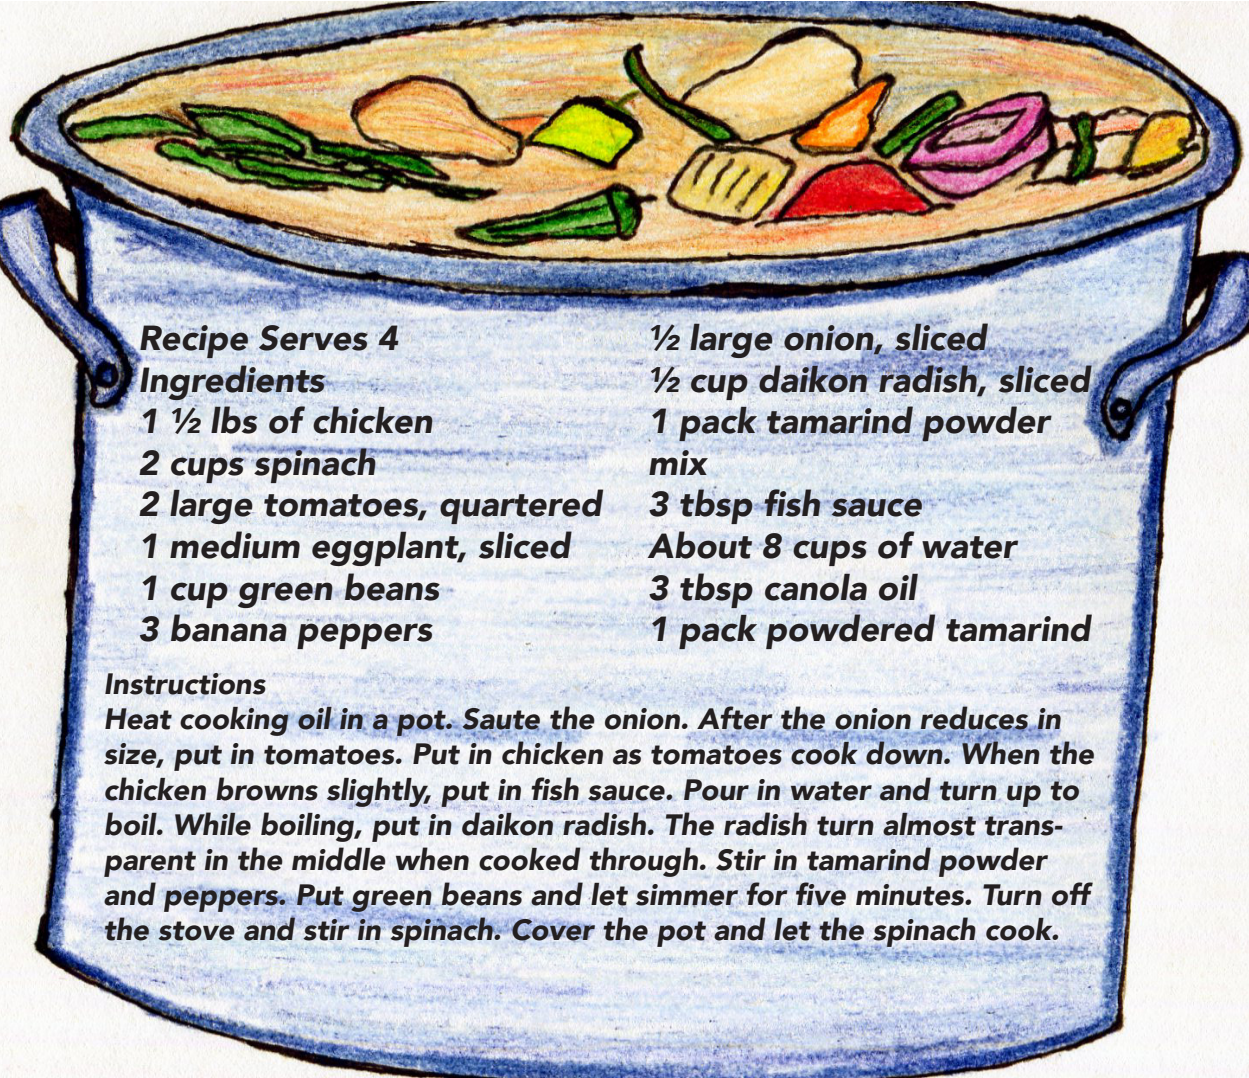 Recipe Serves 4
Ingredients
1 ½ lbs of chicken
2 cups spinach
2 large tomatoes, quartered
1 medium eggplant, sliced
1 cup green beans
3 banana peppers
½ large onion, sliced
½ cup daikon radish, sliced
1 pack tamarind powder
mix
3 tbsp fish sauce
About 8 cups of water
3 tbsp canola oil
1 pack powdered tamarind
Instructions
Heat cooking oil in a pot. Saute the onion. After the onion reduces in
size, put in tomatoes. Put in chicken as tomatoes cook down. When the
chicken browns slightly, put in fish sauce. Pour in water and turn up to
boil. While boiling, put in daikon radish. The radish turn almost trans-
parent in the middle when cooked through. Stir in tamarind powder
and peppers. Put green beans and let simmer for five minutes. Turn off
the stove and stir in spinach. Cover the pot and let the spinach cook.